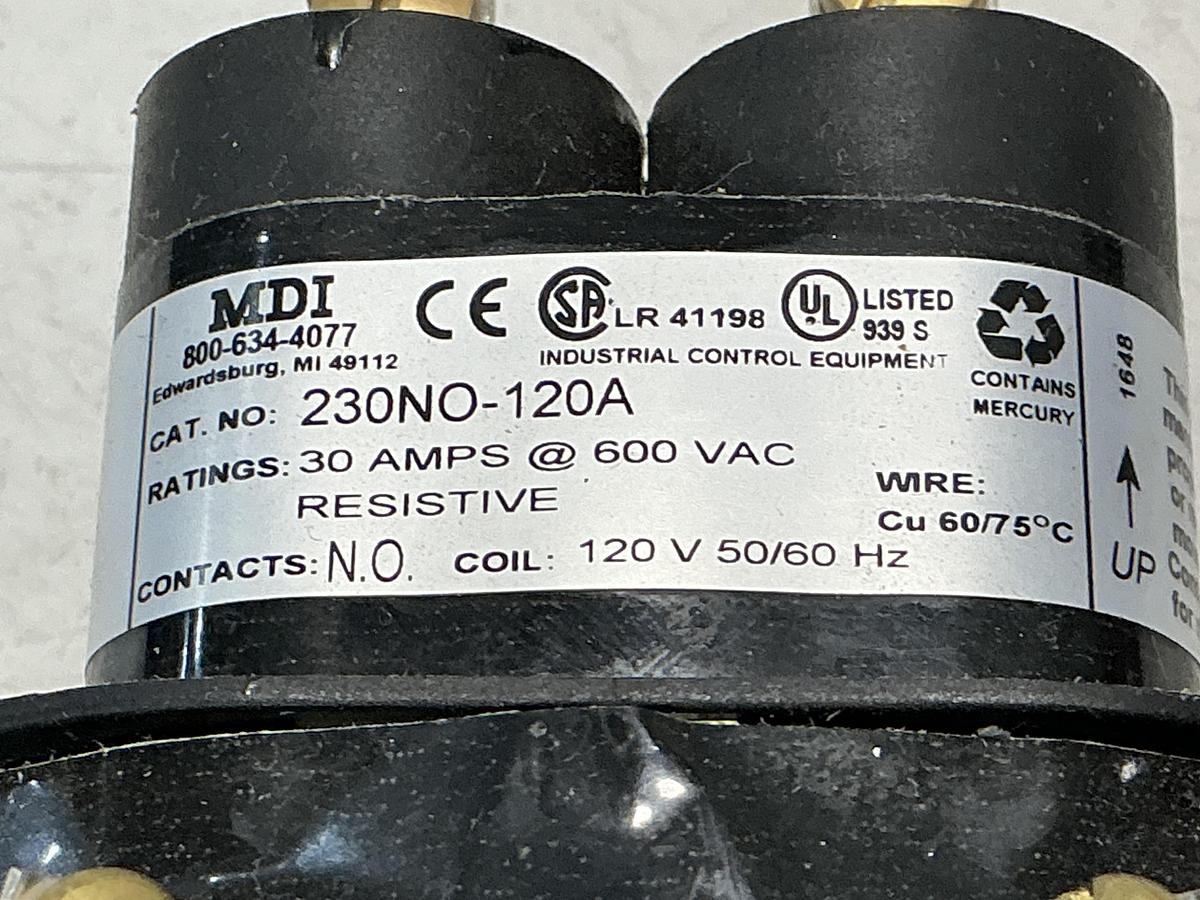 MDI
800-634-4077
Edwardsburg, MI 49112
CE
SA LR 41198
UL LISTED
939 S
INDUSTRIAL CONTROL EQUIPMENT
CONTAINS
MERCURY
CAT. NO: 230NO-120A
RATINGS: 30 AMPS @ 600 VAC
RESISTIVE
WIRE:
Cu 60/75°C
CONTACTS: N.O. COIL: 120 V 50/60 Hz
1648
UP
for